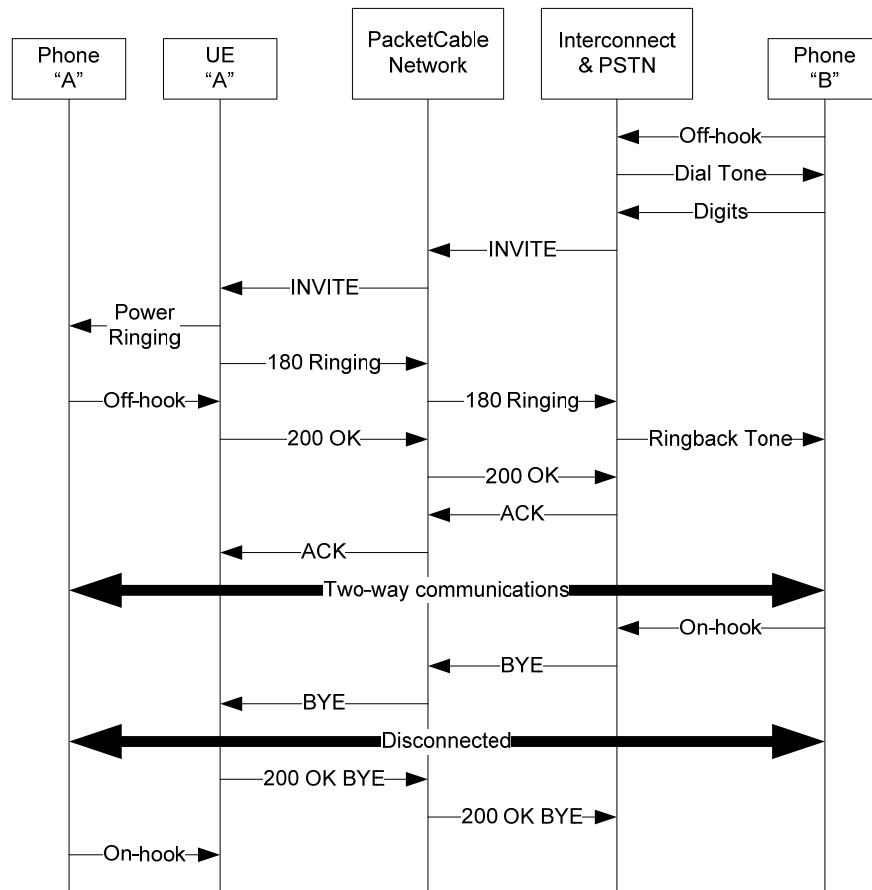 Phone
“A”
UE
“A”
PacketCable
Network
Interconnect
& PSTN
Phone
“B”
Off-hook
Dial Tone
Digits
INVITE
INVITE
Power
Ringing
180 Ringing
Off-hook
180 Ringing
200 OK
Ringback Tone
200 OK
ACK
ACK
Two-way communications
On-hook
BYE
BYE
Disconnected
200 OK BYE
200 OK BYE
On-hook